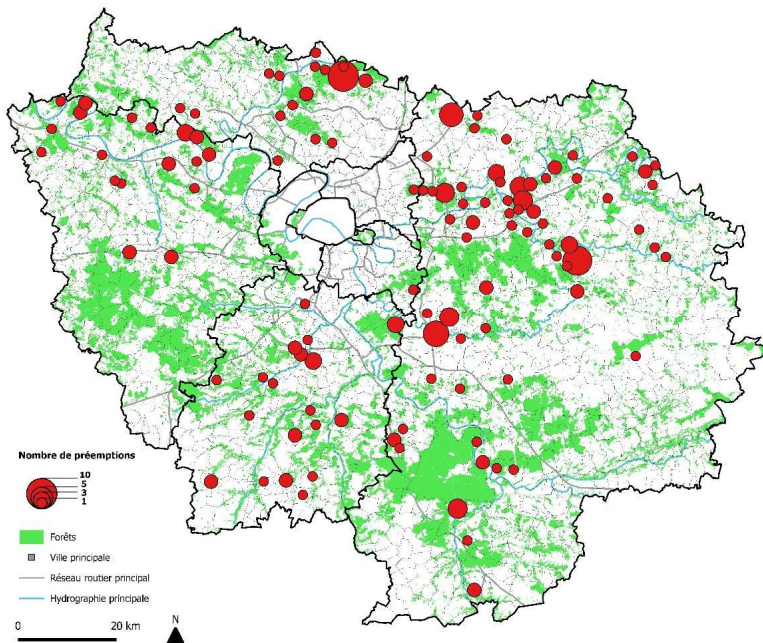 Nombre de préemptions
10
5
3
1
Forêts
Ville principale
Réseau routier principal
Hydrographie principale
0 20 km
N